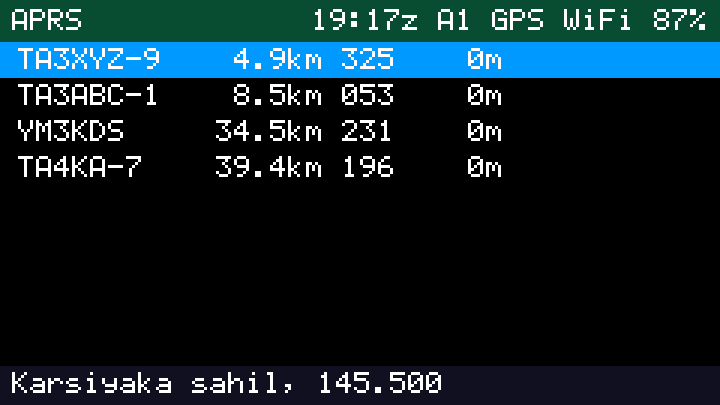 APRS 19:17z A1 GPS WiFi 87%
TA3XYZ-9 4.9km 325 0m
TA3ABC-1 8.5km 053 0m
YM3KDS 34.5km 231 0m
TA4KA-7 39.4km 196 0m
Karsiyaka sahil, 145.500